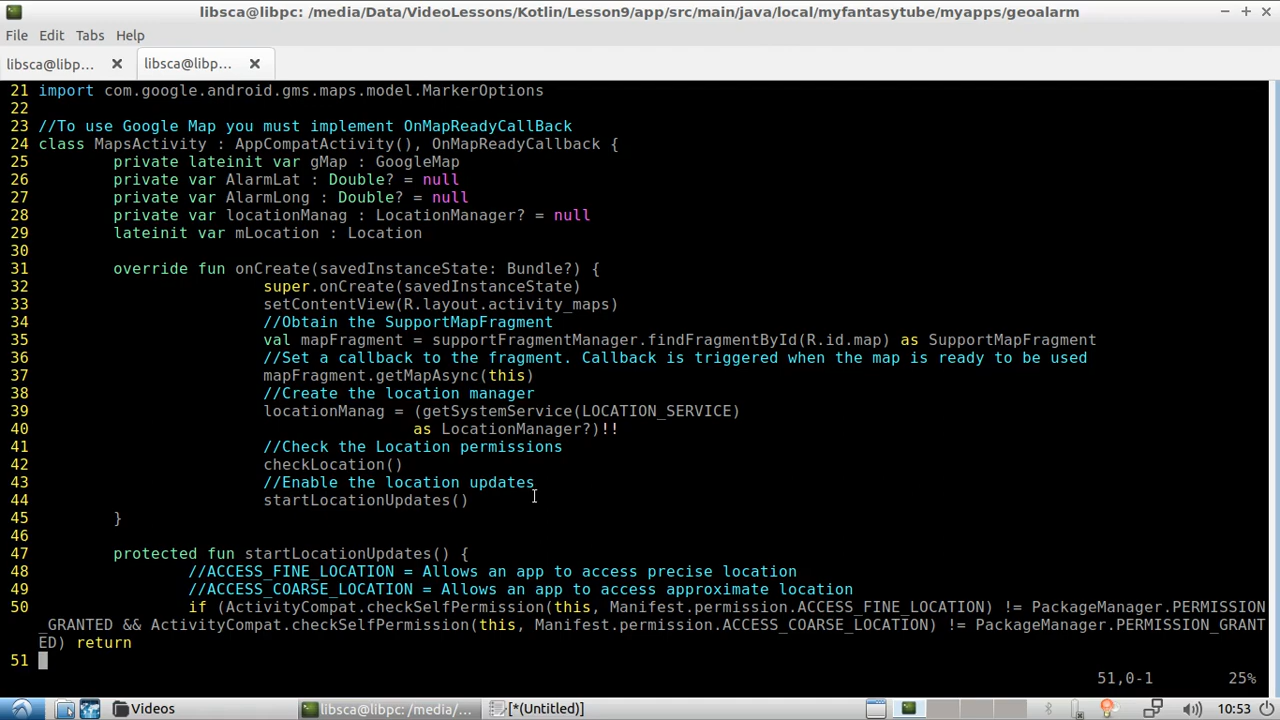 libsca@libpc: /media/Data/VideoLessons/Kotlin/Lesson9/app/src/main/java/local/myfantasytube/myapps/geoalarm
File Edit Tabs Help
libsca@libp... libsca@libp...
21 import com.google.android.gms.maps.model.MarkerOptions
22
23 //To use Google Map you must implement OnMapReadyCallBack
24 class MapsActivity : AppCompatActivity(), OnMapReadyCallback {
25 private lateinit var gMap : GoogleMap
26 private var AlarmLat : Double? = null
27 private var AlarmLong : Double? = null
28 private var locationManag : LocationManager? = null
29 lateinit var mLocation : Location
30
31 override fun onCreate(savedInstanceState: Bundle?) {
32 super.onCreate(savedInstanceState)
33 setContentView(R.layout.activity_maps)
34 //Obtain the SupportMapFragment
35 val mapFragment = supportFragmentManager.findFragmentById(R.id.map) as SupportMapFragment
36 //Set a callback to the fragment. Callback is triggered when the map is ready to be used
37 mapFragment.getMapAsync(this)
38 //Create the location manager
39 locationManag = (getSystemService(LOCATION_SERVICE)
40 as LocationManager?)!!
41 //Check the Location permissions
42 checkLocation()
43 //Enable the location updates
44 startLocationUpdates()
45 }
46
47 protected fun startLocationUpdates() {
48 //ACCESS_FINE_LOCATION = Allows an app to access precise location
49 //ACCESS_COARSE_LOCATION = Allows an app to access approximate location
50 if (ActivityCompat.checkSelfPermission(this, Manifest.permission.ACCESS_FINE_LOCATION) != PackageManager.PERMISSION
_GRANTED && ActivityCompat.checkSelfPermission(this, Manifest.permission.ACCESS_COARSE_LOCATION) != PackageManager.PERMISSION_GRANT
ED) return
51
51,0-1 25%
Videos libsca@libpc: /media/... [*(Untitled)] 10:53